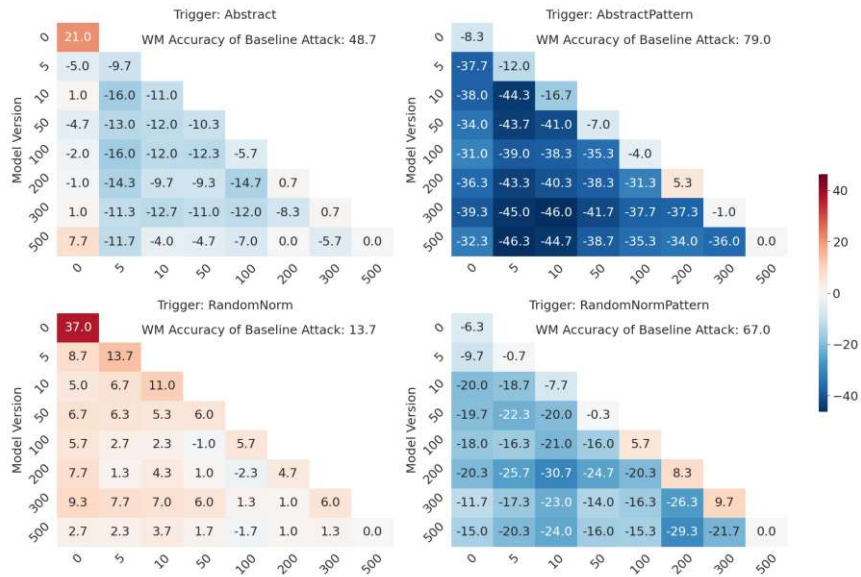 Trigger: Abstract
WM Accuracy of Baseline Attack: 48.7
Model Version
0 21.0
5 -5.0 -9.7
10 1.0 -16.0 -11.0
50 -4.7 -13.0 -12.0 -10.3
100 -2.0 -16.0 -12.0 -12.3 -5.7
200 -1.0 -14.3 -9.7 -9.3 -14.7 0.7
300 1.0 -11.3 -12.7 -11.0 -12.0 -8.3 0.7
500 7.7 -11.7 -4.0 -4.7 -7.0 0.0 -5.7 0.0
0 5 10 50 100 200 300 500
Trigger: AbstractPattern
WM Accuracy of Baseline Attack: 79.0
Model Version
0 -8.3
5 -37.7 -12.0
10 -38.0 -44.3 -16.7
50 -34.0 -43.7 -41.0 -7.0
100 -31.0 -39.0 -38.3 -35.3 -4.0
200 -36.3 -43.3 -40.3 -38.3 -31.3 5.3
300 -39.3 -45.0 -46.0 -41.7 -37.7 -37.3 -1.0
500 -32.3 -46.3 -44.7 -38.7 -35.3 -34.0 -36.0 0.0
0 5 10 50 100 200 300 500
Trigger: RandomNorm
WM Accuracy of Baseline Attack: 13.7
Model Version
0 37.0
5 8.7 13.7
10 5.0 6.7 11.0
50 6.7 6.3 5.3 6.0
100 5.7 2.7 2.3 -1.0 5.7
200 7.7 1.3 4.3 1.0 -2.3 4.7
300 9.3 7.7 7.0 6.0 1.3 1.0 6.0
500 2.7 2.3 3.7 1.7 -1.7 1.0 1.3 0.0
0 5 10 50 100 200 300 500
Trigger: RandomNormPattern
WM Accuracy of Baseline Attack: 67.0
Model Version
0 -6.3
5 -9.7 -0.7
10 -20.0 -18.7 -7.7
50 -19.7 -22.3 -20.0 -0.3
100 -18.0 -16.3 -21.0 -16.0 5.7
200 -20.3 -25.7 -30.7 -24.7 -20.3 8.3
300 -11.7 -17.3 -23.0 -14.0 -16.3 -26.3 9.7
500 -15.0 -20.3 -24.0 -16.0 -15.3 -29.3 -21.7 0.0
0 5 10 50 100 200 300 500
40
20
0
−20
−40